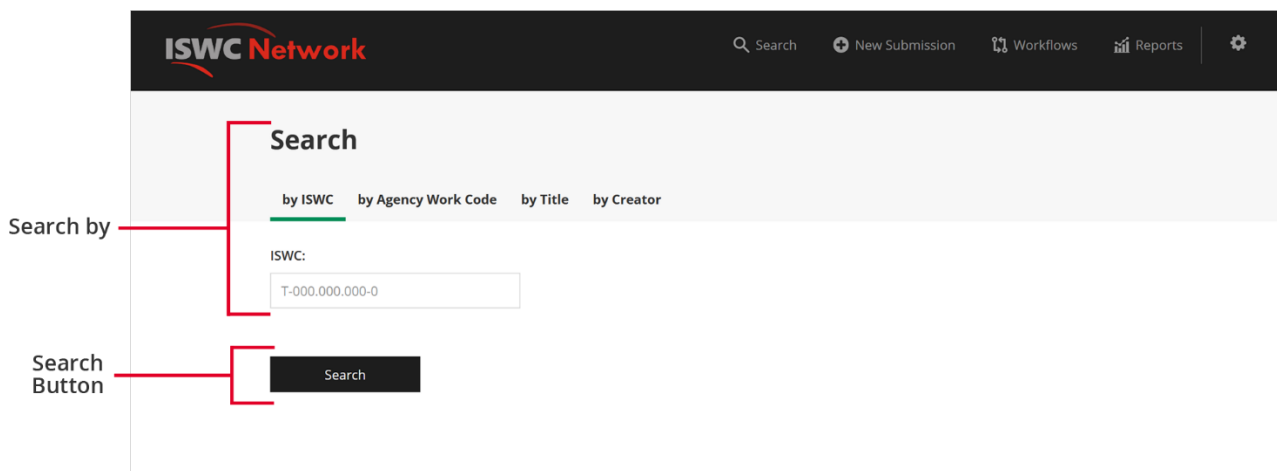 ISWC Network
Search
New Submission
Workflows
Reports
Search
by ISWC
by Agency Work Code
by Title
by Creator
Search by
ISWC:
T-000.000.000-0
Search
Button
Search